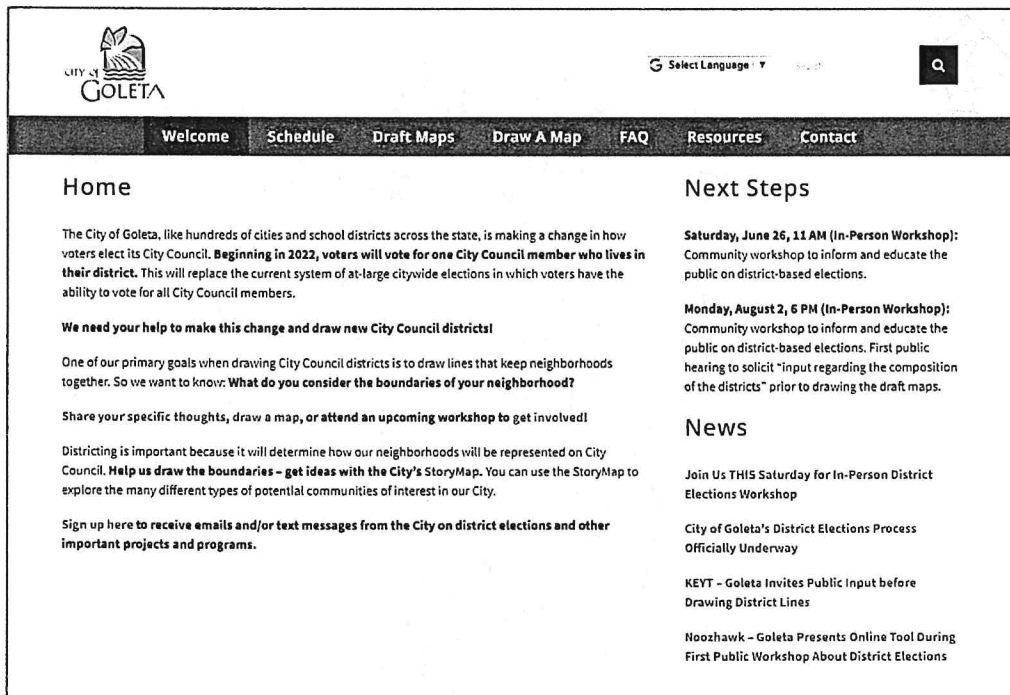 CITY of
GOLETA
G Select Language ▼
Welcome Schedule Draft Maps Draw A Map FAQ Resources Contact
Home
The City of Goleta, like hundreds of cities and school districts across the state, is making a change in how
voters elect its City Council. Beginning in 2022, voters will vote for one City Council member who lives in
their district. This will replace the current system of at-large citywide elections in which voters have the
ability to vote for all City Council members.
We need your help to make this change and draw new City Council districts!
One of our primary goals when drawing City Council districts is to draw lines that keep neighborhoods
together. So we want to know: What do you consider the boundaries of your neighborhood?
Share your specific thoughts, draw a map, or attend an upcoming workshop to get involved!
Districting is important because it will determine how our neighborhoods will be represented on City
Council. Help us draw the boundaries – get ideas with the City's StoryMap. You can use the StoryMap to
explore the many different types of potential communities of interest in our City.
Sign up here to receive emails and/or text messages from the City on district elections and other
important projects and programs.
Next Steps
Saturday, June 26, 11 AM (In-Person Workshop):
Community workshop to inform and educate the
public on district-based elections.
Monday, August 2, 6 PM (In-Person Workshop):
Community workshop to inform and educate the
public on district-based elections. First public
hearing to solicit "input regarding the composition
of the districts" prior to drawing the draft maps.
News
Join Us THIS Saturday for In-Person District
Elections Workshop
City of Goleta's District Elections Process
Officially Underway
KEYT – Goleta Invites Public Input before
Drawing District Lines
Noozhawk – Goleta Presents Online Tool During
First Public Workshop About District Elections